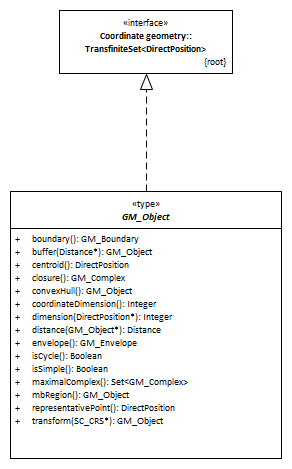 «interface»
Coordinate geometry::
TransfiniteSet<DirectPosition>
{root}
«type»
GM_Object
+ boundary(): GM_Boundary
+ buffer(Distance*): GM_Object
+ centroid(): DirectPosition
+ closure(): GM_Complex
+ convexHull(): GM_Object
+ coordinateDimension(): Integer
+ dimension(DirectPosition*): Integer
+ distance(GM_Object*): Distance
+ envelope(): GM_Envelope
+ isCycle(): Boolean
+ isSimple(): Boolean
+ maximalComplex(): Set<GM_Complex>
+ mbRegion(): GM_Object
+ representativePoint(): DirectPosition
+ transform(SC_CRS*): GM_Object